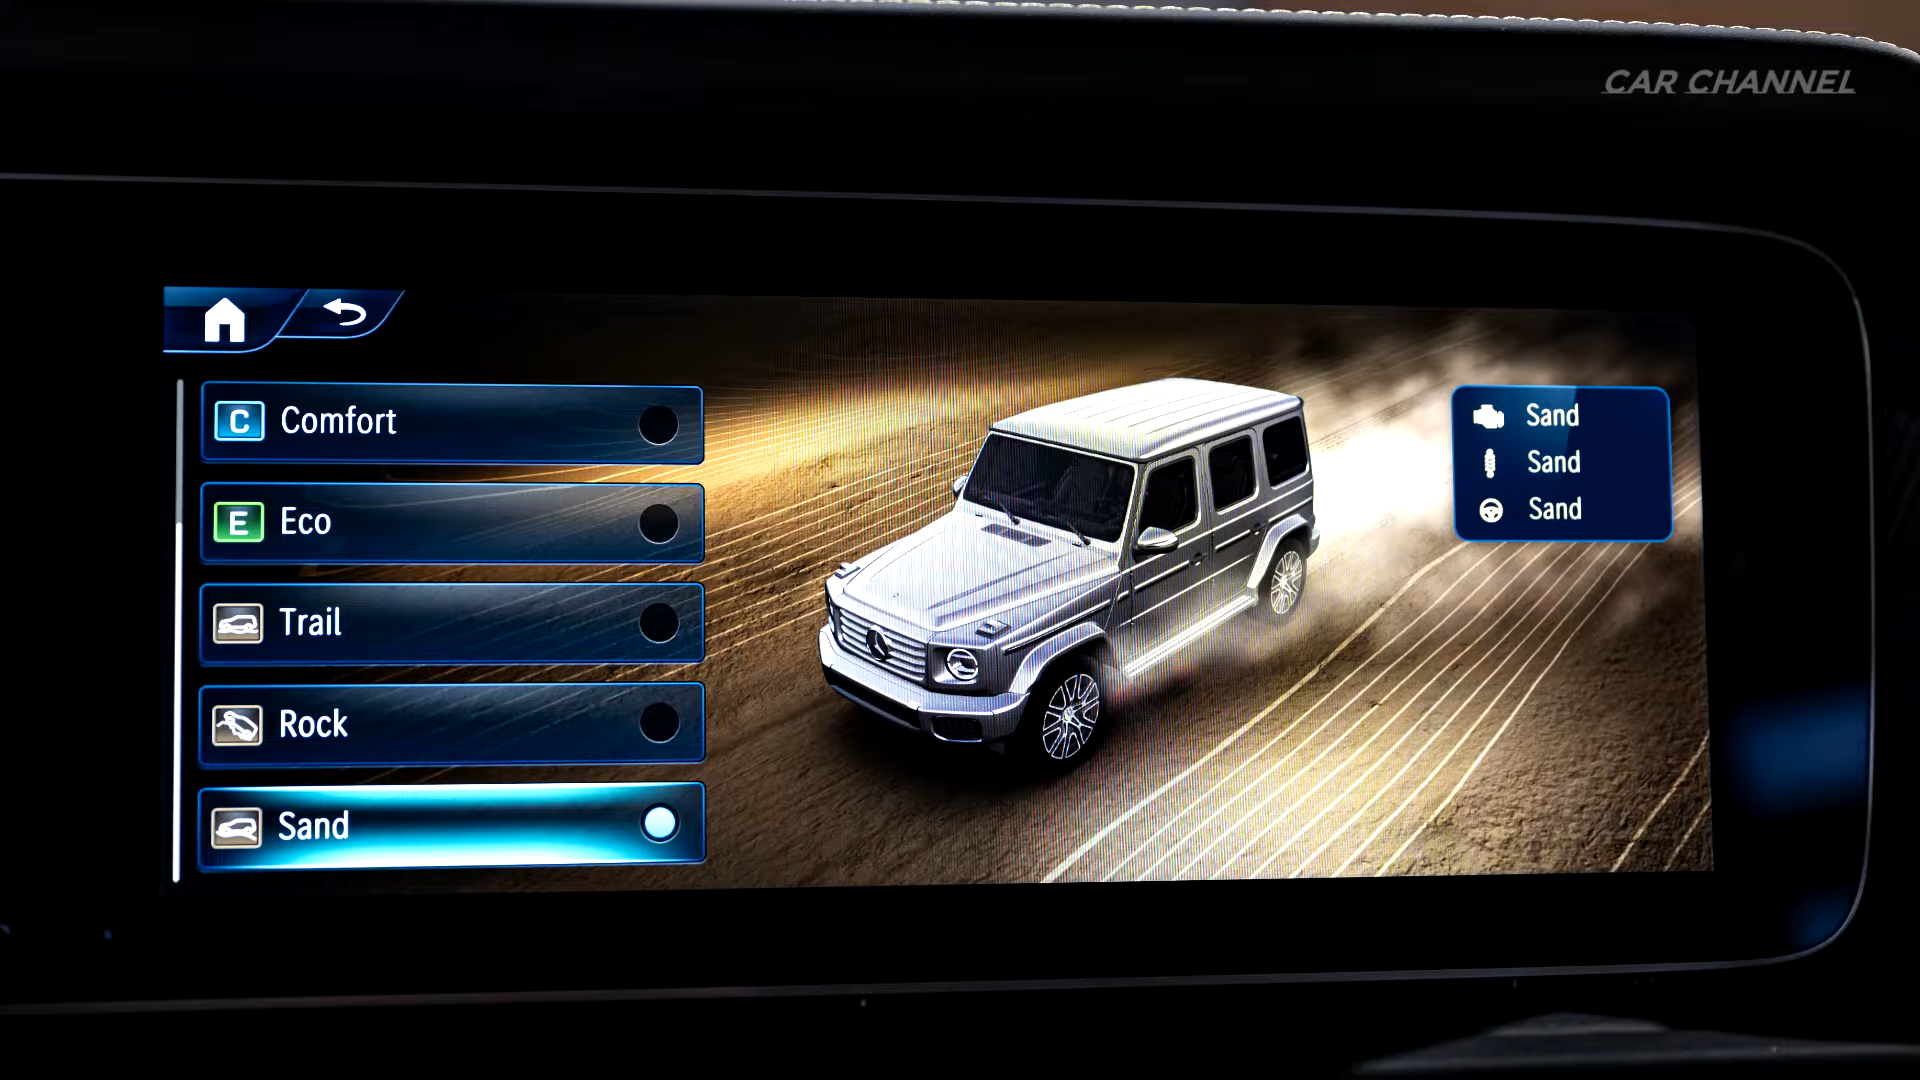 CAR CHANNEL
C Comfort
E Eco
Trail
Rock
Sand
Sand
Sand
Sand